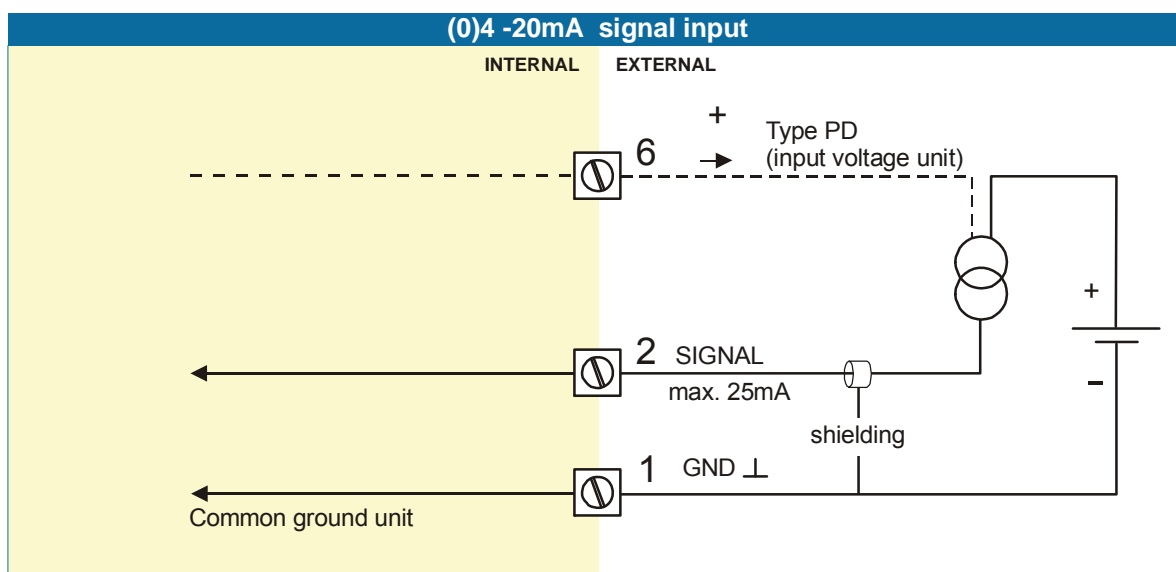 (0)4 -20mA signal input
INTERNAL
EXTERNAL
+
6
Type PD
(input voltage unit)
+
2 SIGNAL
max. 25mA
-
shielding
1 GND ⊥
Common ground unit